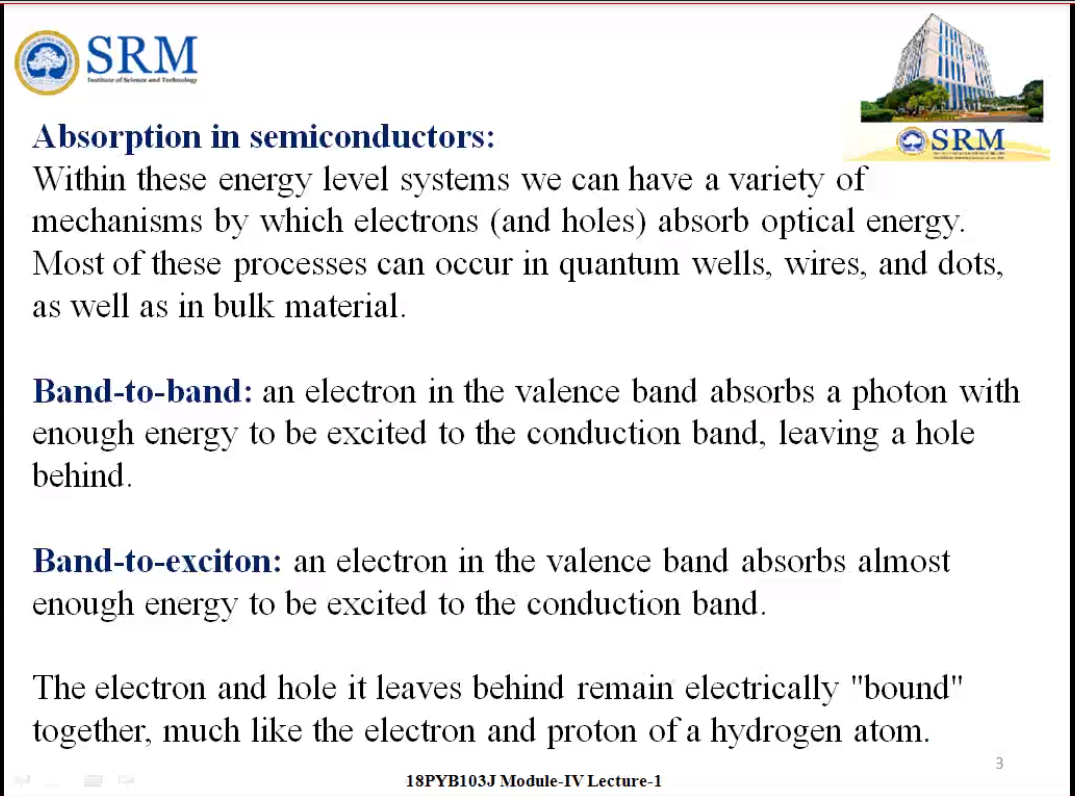 SRM
Institute of Science and Technology
SRM
Absorption in semiconductors:
Within these energy level systems we can have a variety of
mechanisms by which electrons (and holes) absorb optical energy.
Most of these processes can occur in quantum wells, wires, and dots,
as well as in bulk material.
Band-to-band: an electron in the valence band absorbs a photon with
enough energy to be excited to the conduction band, leaving a hole
behind.
Band-to-exciton: an electron in the valence band absorbs almost
enough energy to be excited to the conduction band.
The electron and hole it leaves behind remain electrically "bound"
together, much like the electron and proton of a hydrogen atom.
3
18PYB103J Module-IV Lecture-1